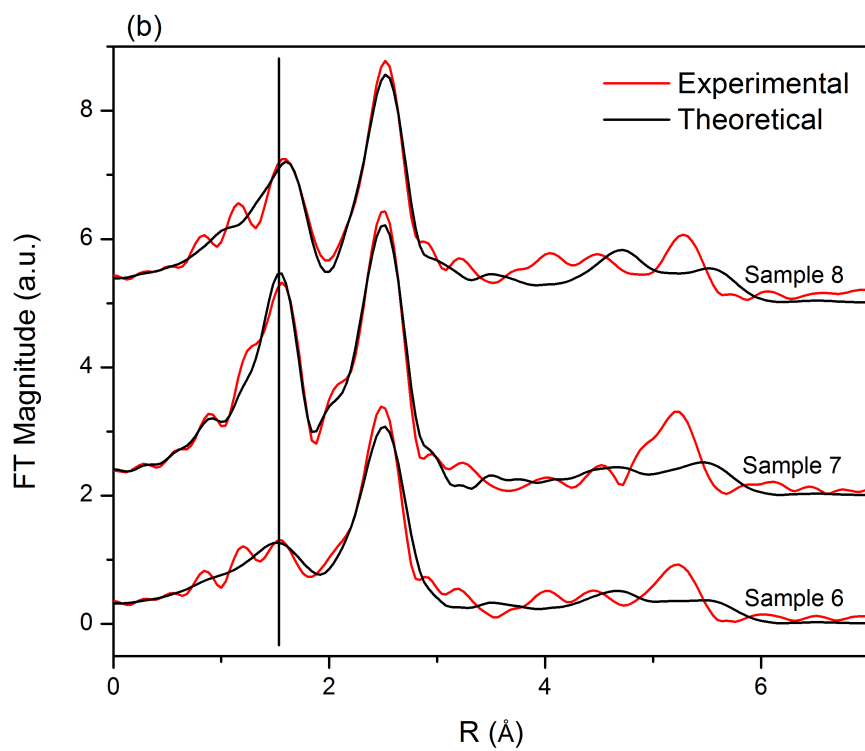 (b)
Experimental
Theoretical
8
6
4
2
0
Sample 8
Sample 7
Sample 6
FT Magnitude (a.u.)
0
2
4
6
R (Å)